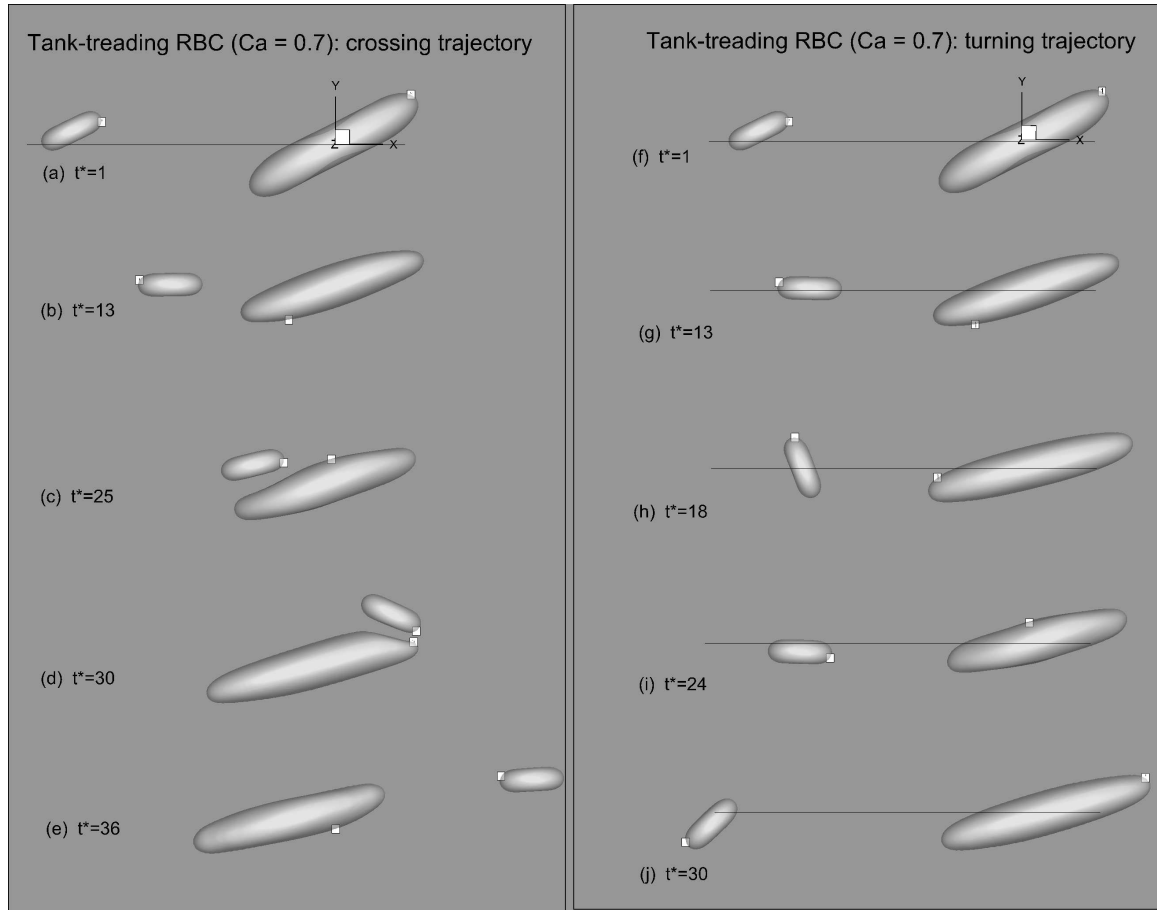 Tank-treading RBC (Ca = 0.7): crossing trajectory
Y
Z
X
(a) t*=1
(b) t*=13
(c) t*=25
(d) t*=30
(e) t*=36
Tank-treading RBC (Ca = 0.7): turning trajectory
Y
Z
X
(f) t*=1
(g) t*=13
(h) t*=18
(i) t*=24
(j) t*=30